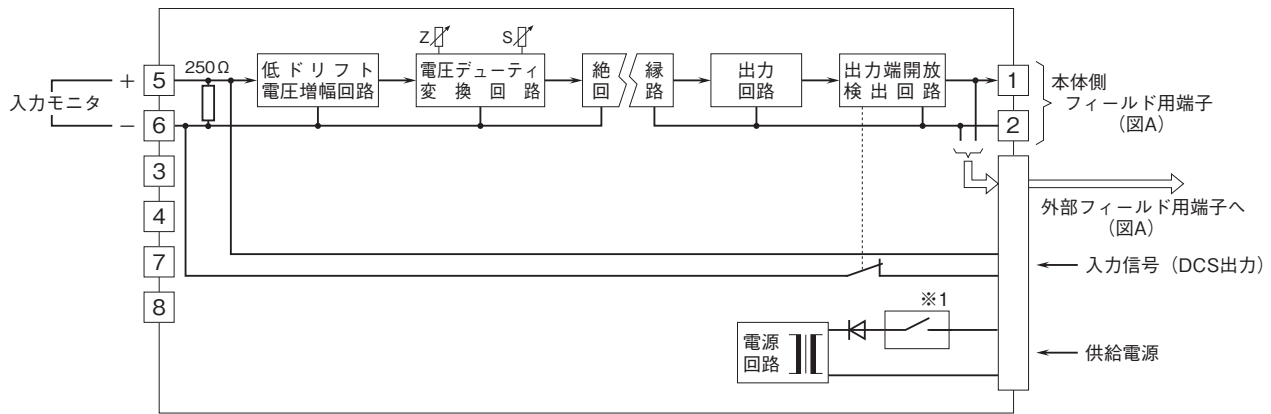 Z
S
250Ω
5
低ドリフト
電圧増幅回路
電圧デューティ
変換回路
絶縁
回路
出力
回路
出力端開放
検出回路
1
本体側
フィールド用端子
(図A)
+
入力モニタ
−
6
2
3
4
7
8
外部フィールド用端子へ
(図A)
入力信号(DCS出力)
※1
電源
回路
供給電源